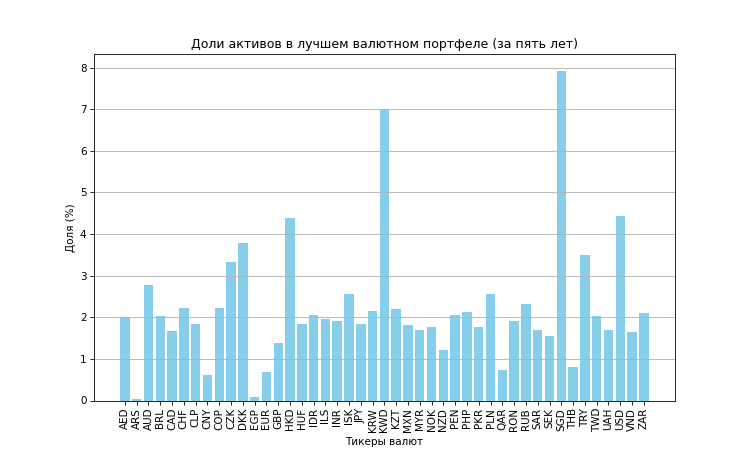 Доли активов в лучшем валютном портфеле (за пять лет)
Доля (%)
8
7
6
5
4
3
2
1
0
AED ARS AUD BRL CAD CHF CLP CNY COP CZK DKK EGP EUR GBP HKD HUF IDR ILS INR ISK JPY KRW KWD KZT MXN MYR NOK NZD PEN PHP PKR PLN QAR RON RUB SAR SEK SGD THB TRY TWD UAH USD VND ZAR
Тикеры валют